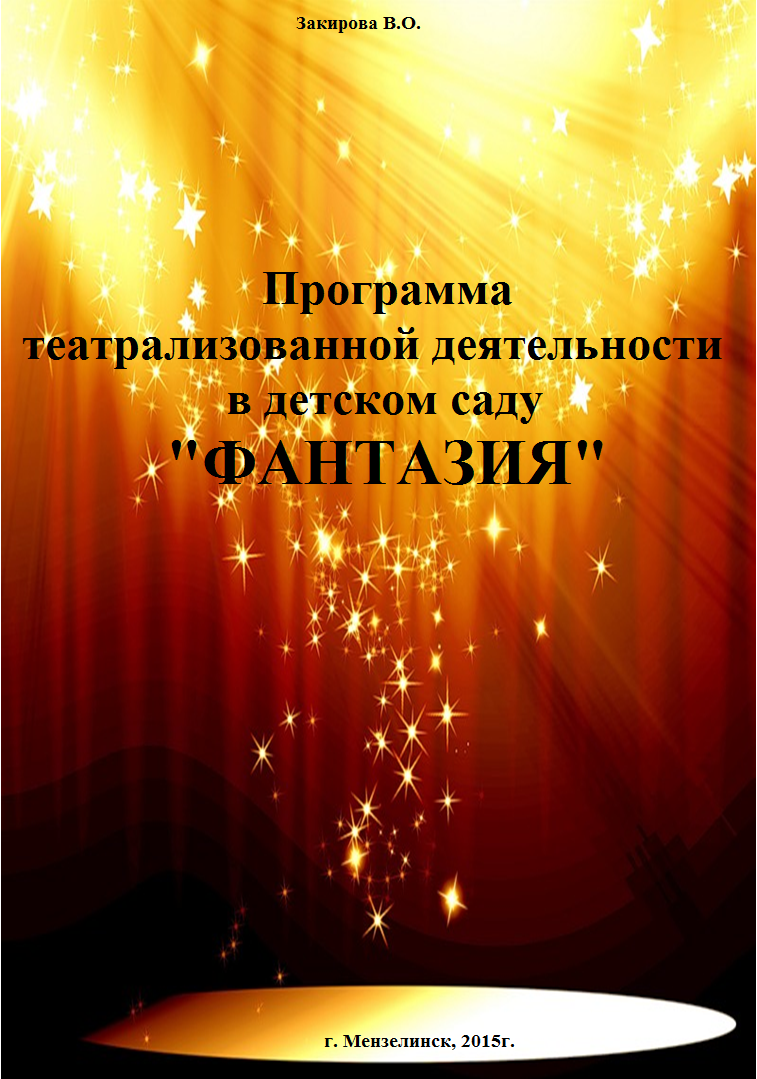 Закирова В.О.
Программа
театрализованной деятельности
в детском саду
"ФАНТАЗИЯ"
г. Мензелинск, 2015г.